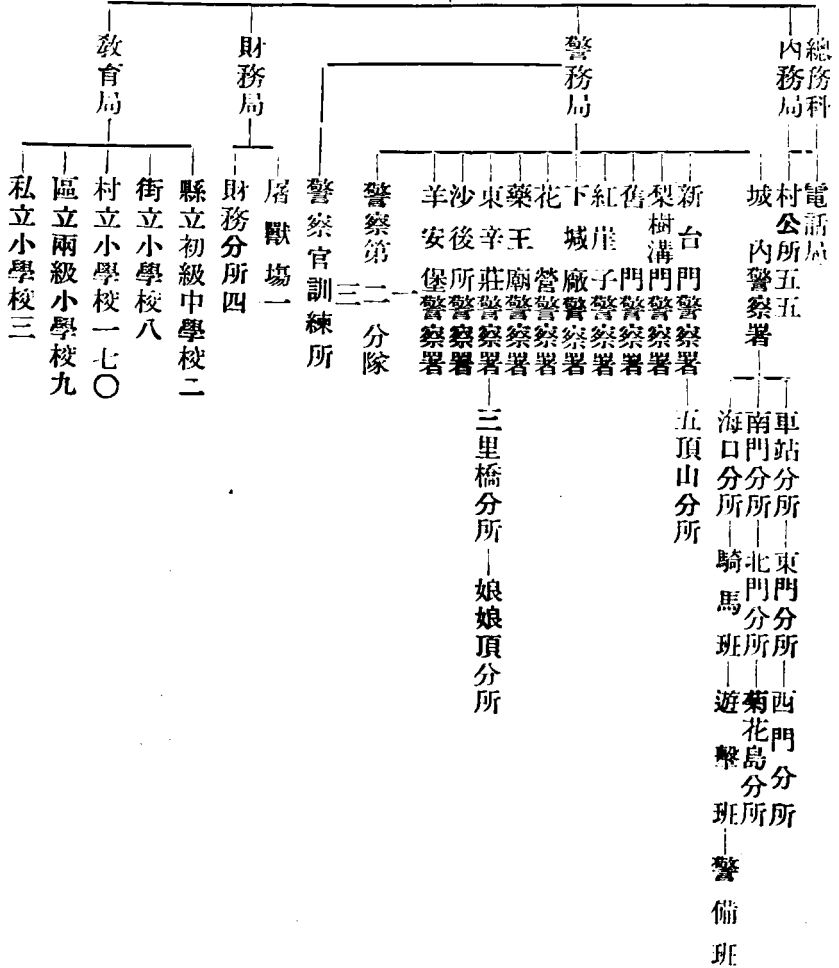 總務科
電話局
內務局
村公所五五
警務局
城內警察署
車站分所
東門分所
西門分所
南門分所
北門分所
菊花島分所
海口分所
騎馬班
遊擊班
警備班
新台門警察署
五頂山分所
梨樹溝門警察署
舊門警察署
紅崖子警察署
下城廠警察署
花營警察署
藥王廟警察署
東辛莊警察署
三里橋分所
娘娘頂分所
沙後所警察署
羊安堡警察署
警察第一二三分隊
警察官訓練所
財務局
屠獸場一
財務分所四
教育局
縣立初級中學校二
街立小學校八
村立小學校一七〇
區立兩級小學校九
私立小學校三